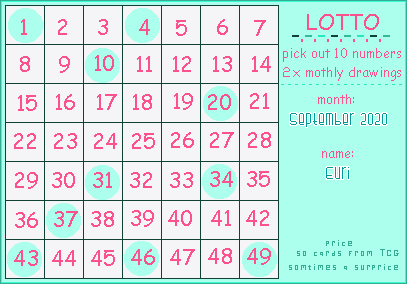 1 2 3 4 5 6 7
8 9 10 11 12 13 14
15 16 17 18 19 20 21
22 23 24 25 26 27 28
29 30 31 32 33 34 35
36 37 38 39 40 41 42
43 44 45 46 47 48 49
LOTTO
pick out 10 numbers
2x mothly drawings
month:
September 2020
name:
Euri
price
50 cards from TCG
somtimes a surprice